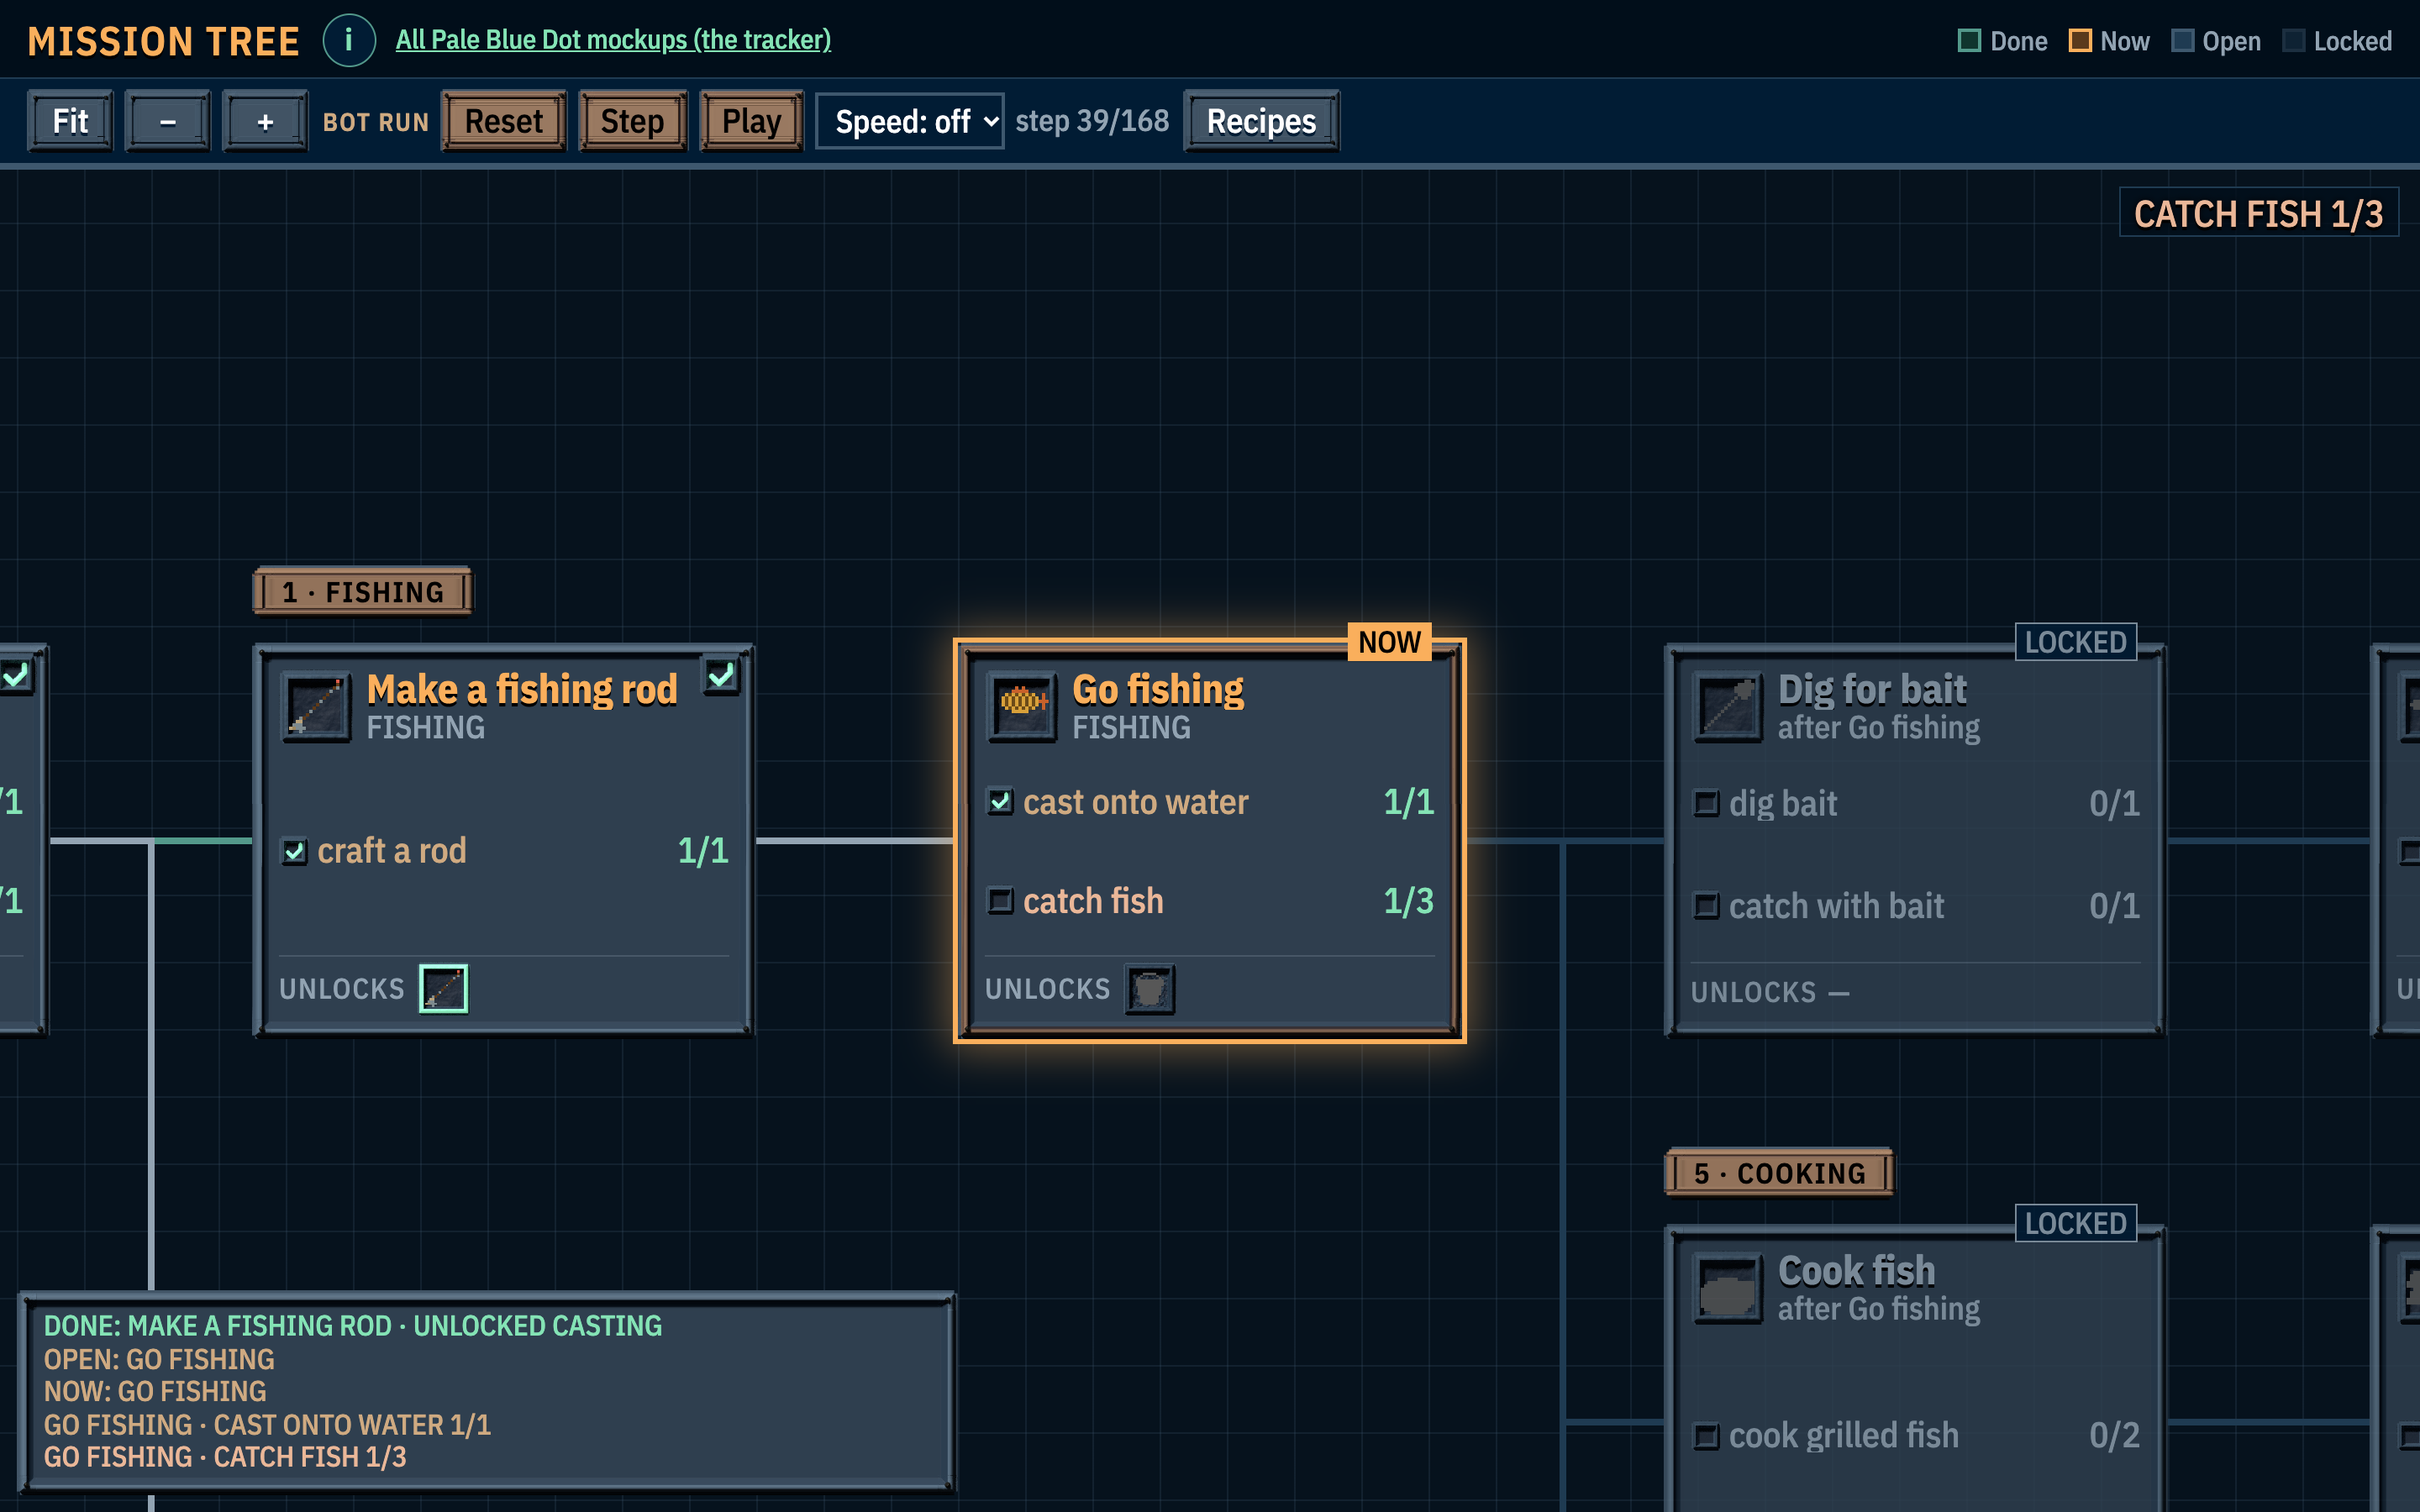 MISSION TREE i All Pale Blue Dot mockups (the tracker) Done Now Open Locked
Fit − + BOT RUN Reset Step Play Speed: off step 39/168 Recipes
CATCH FISH 1/3
1 · FISHING
NOW
LOCKED
Make a fishing rod
FISHING
craft a rod 1/1
UNLOCKS
Go fishing
FISHING
cast onto water 1/1
catch fish 1/3
UNLOCKS
Dig for bait
after Go fishing
dig bait 0/1
catch with bait 0/1
UNLOCKS —
/1
/1
5 · COOKING
LOCKED
Cook fish
after Go fishing
cook grilled fish 0/2
DONE: MAKE A FISHING ROD · UNLOCKED CASTING
OPEN: GO FISHING
NOW: GO FISHING
GO FISHING · CAST ONTO WATER 1/1
GO FISHING · CATCH FISH 1/3